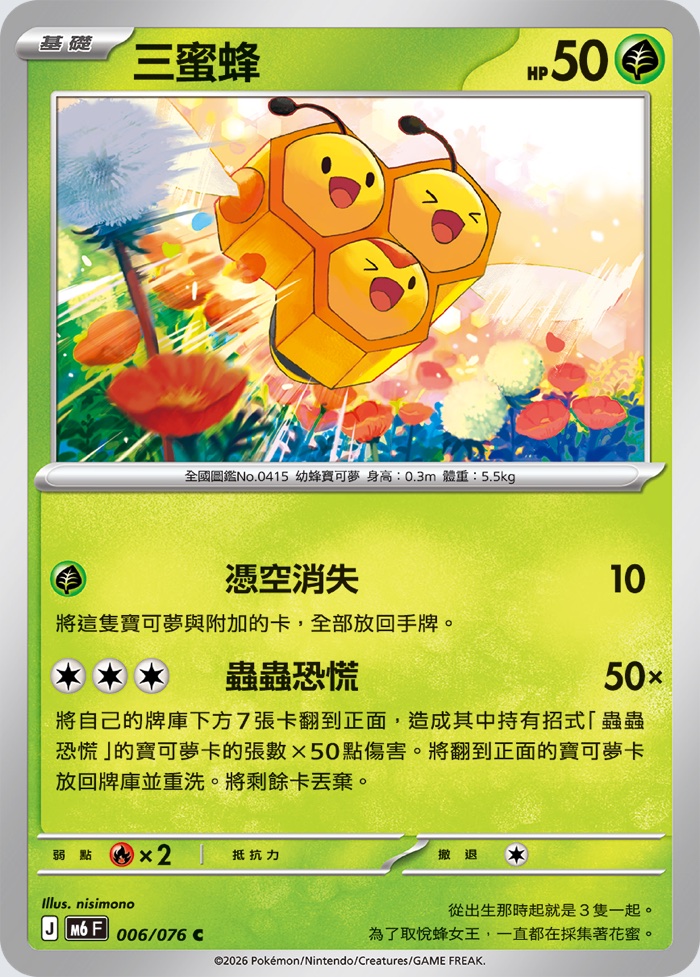 基礎
三蜜蜂
HP50
全國圖鑑No.0415 幼蜂寶可夢 身高：0.3m 體重：5.5kg
憑空消失 10
將這隻寶可夢與附加的卡，全部放回手牌。
蟲蟲恐慌 50×
將自己的牌庫下方7張卡翻到正面，造成其中持有招式「蟲蟲
恐慌」的寶可夢卡的張數×50點傷害。將翻到正面的寶可夢卡
放回牌庫並重洗。將剩餘卡丟棄。
弱點 ×2 抵抗力 撤退
Illus. nisimono
J M6 F 006/076 C
從出生那時起就是3隻一起。
為了取悅蜂女王，一直都在採集著花蜜。
©2026 Pokémon/Nintendo/Creatures/GAME FREAK.